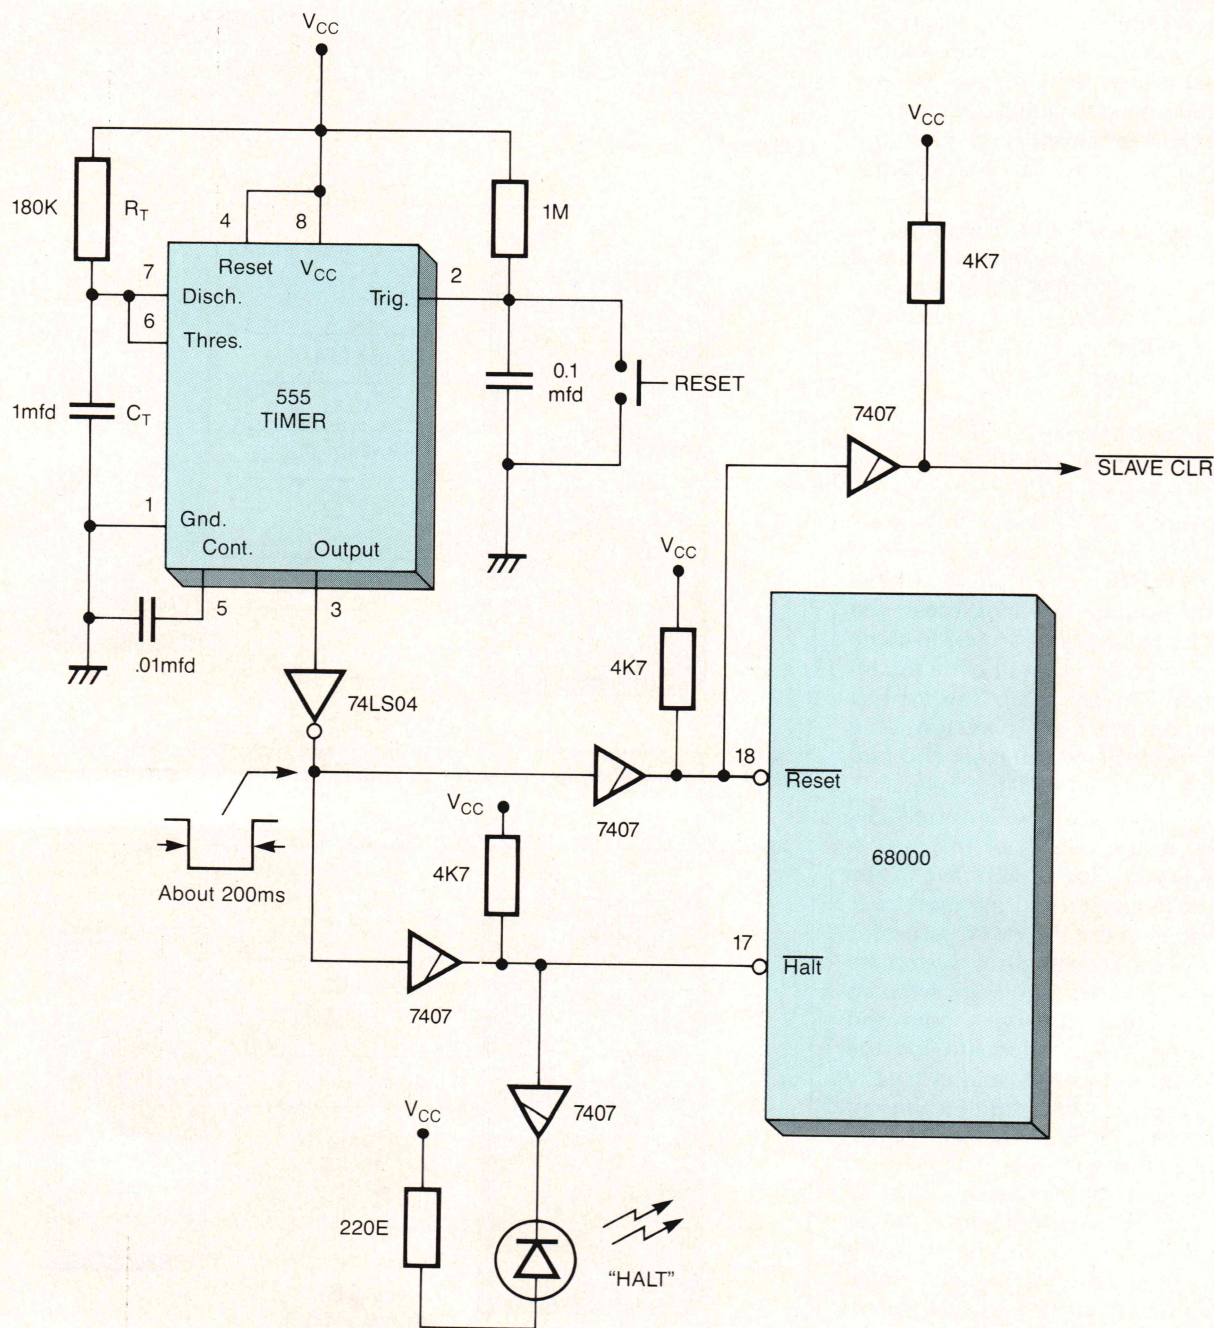 VCC
VCC
180K
RT
4
8
1M
4K7
Reset
VCC
7
Disch.
Trig.
2
6
Thres.
555
TIMER
0.1
mfd
RESET
1mfd
CT
7407
SLAVE CLR
1
Gnd.
Cont.
Output
VCC
5
3
.01mfd
4K7
74LS04
18
Reset
VCC
7407
68000
4K7
About 200ms
17
Halt
7407
7407
VCC
220E
“HALT”